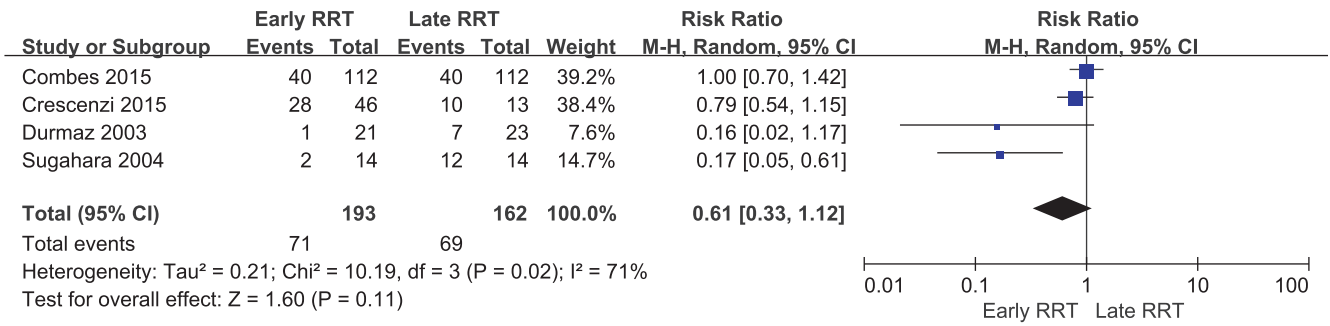 Early RRT Late RRT Risk Ratio Risk Ratio
Study or Subgroup Events Total Events Total Weight M-H, Random, 95% CI M-H, Random, 95% CI
Combes 2015 40 112 40 112 39.2% 1.00 [0.70, 1.42]
Crescenzi 2015 28 46 10 13 38.4% 0.79 [0.54, 1.15]
Durmaz 2003 1 21 7 23 7.6% 0.16 [0.02, 1.17]
Sugahara 2004 2 14 12 14 14.7% 0.17 [0.05, 0.61]
Total (95% CI) 193 162 100.0% 0.61 [0.33, 1.12]
Total events 71 69
Heterogeneity: Tau² = 0.21; Chi² = 10.19, df = 3 (P = 0.02); I² = 71%
Test for overall effect: Z = 1.60 (P = 0.11)
0.01 0.1 1 10 100
Early RRT Late RRT